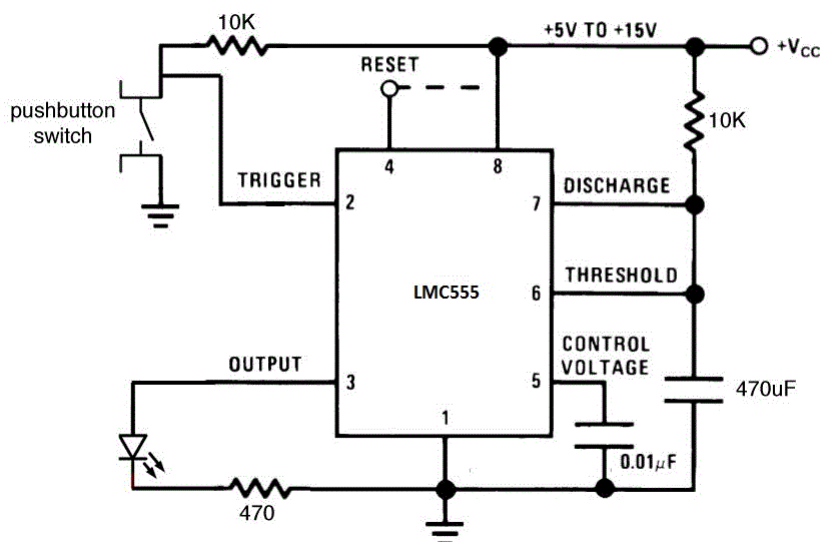 10K
+5V TO +15V
+VCC
RESET
pushbutton
switch
10K
4
8
TRIGGER
2
7
DISCHARGE
LMC555
6
THRESHOLD
OUTPUT
3
5
CONTROL
VOLTAGE
470uF
1
0.01µF
470